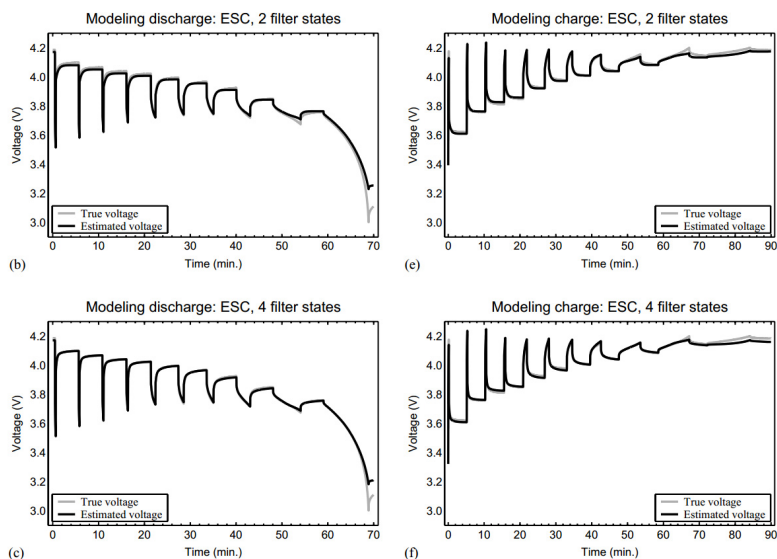 Modeling discharge: ESC, 2 filter states
4.2
4.0
3.8
3.6
3.4
3.2
3.0
Voltage (V)
True voltage
Estimated voltage
0 10 20 30 40 50 60 70
Time (min.)
(b)
Modeling charge: ESC, 2 filter states
4.2
4.0
3.8
3.6
3.4
3.2
3.0
Voltage (V)
True voltage
Estimated voltage
0 10 20 30 40 50 60 70 80 90
Time (min.)
(e)
Modeling discharge: ESC, 4 filter states
4.2
4.0
3.8
3.6
3.4
3.2
3.0
Voltage (V)
True voltage
Estimated voltage
0 10 20 30 40 50 60 70
Time (min.)
(c)
Modeling charge: ESC, 4 filter states
4.2
4.0
3.8
3.6
3.4
3.2
3.0
Voltage (V)
True voltage
Estimated voltage
0 10 20 30 40 50 60 70 80 90
Time (min.)
(f)